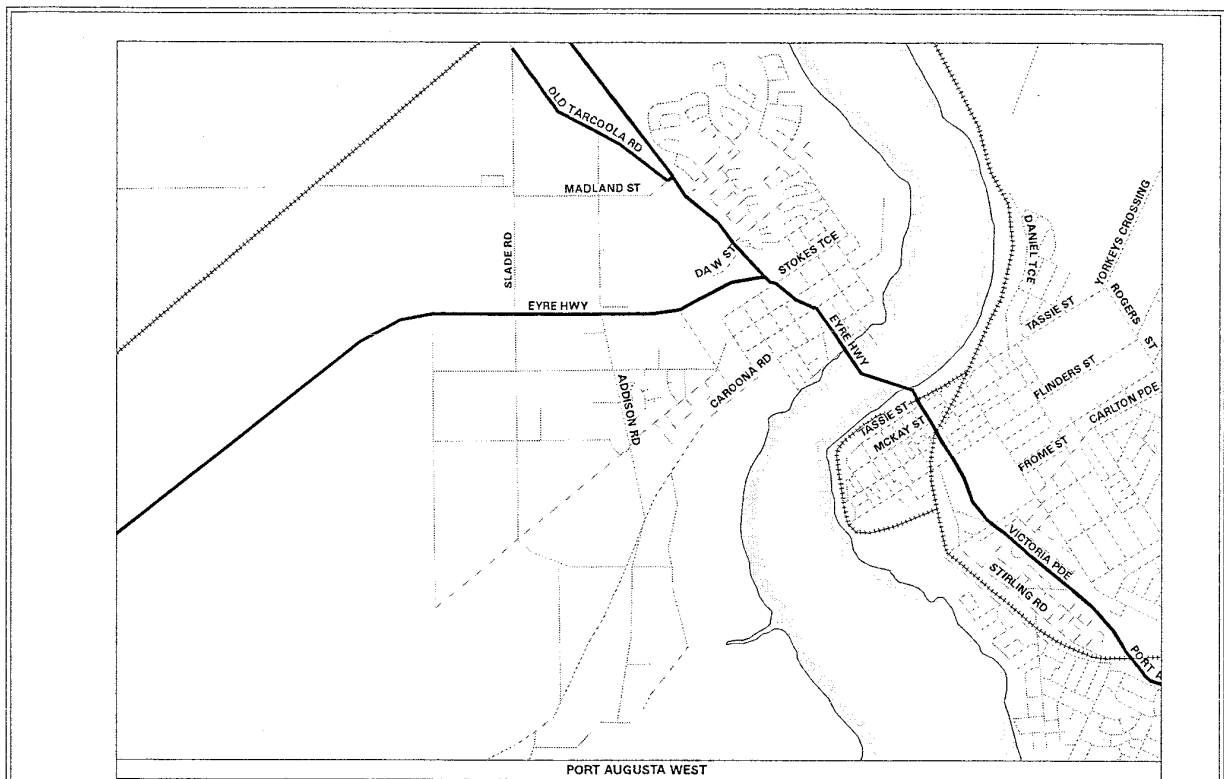 OLD TARCOOLA RD
MADLAND ST
SLADE RD
DAW ST
STOKES TCE
DANIEL TCE
YORKEYS CROSSING
EYRE HWY
EYRE HWY
TASSIE ST
ROGERS ST
ADDISON RD
CAROONA RD
FLINDERS ST
CARLTON PDE
TASSIE ST
MCKAY ST
FROME ST
VICTORIA PDE
STIRLING RD
PORT A
PORT AUGUSTA WEST